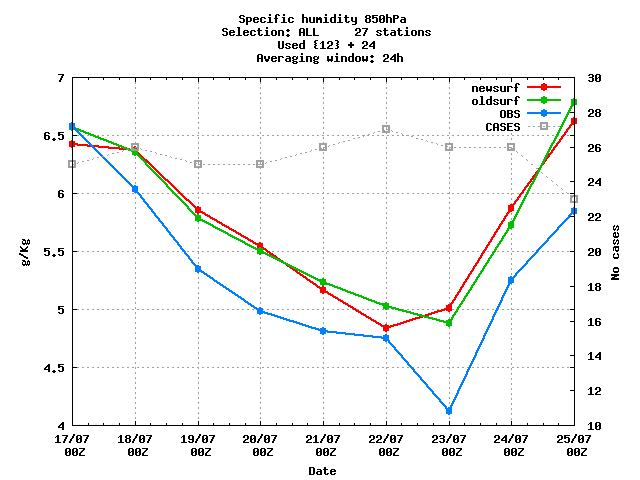 Specific humidity 850hPa
Selection: ALL 27 stations
Used {12} + 24
Averaging window: 24h
7
6.5
6
5.5
5
4.5
4
g/Kg
30
28
26
24
22
20
18
16
14
12
10
No cases
newsurf
oldsurf
OBS
CASES
17/07 18/07 19/07 20/07 21/07 22/07 23/07 24/07 25/07
00Z 00Z 00Z 00Z 00Z 00Z 00Z 00Z 00Z
Date